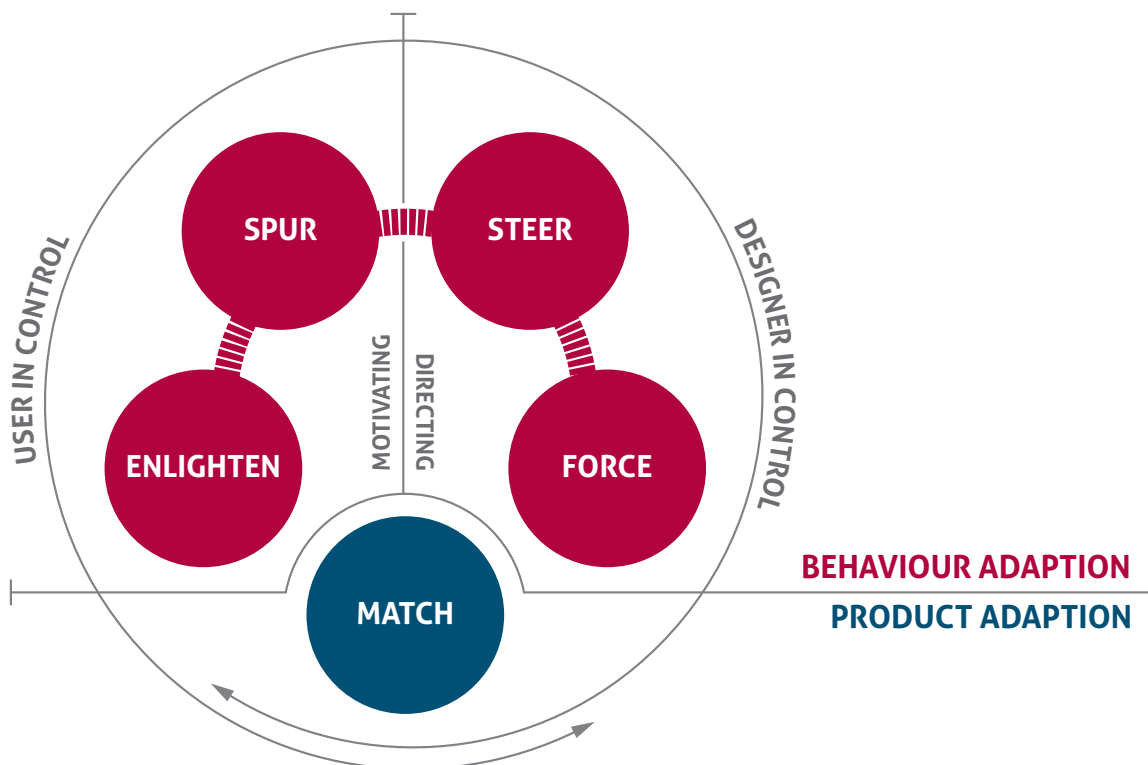 SPUR
STEER
USER IN CONTROL
DESIGNER IN CONTROL
MOTIVATING
DIRECTING
ENLIGHTEN
FORCE
BEHAVIOUR ADAPTION
MATCH
PRODUCT ADAPTION